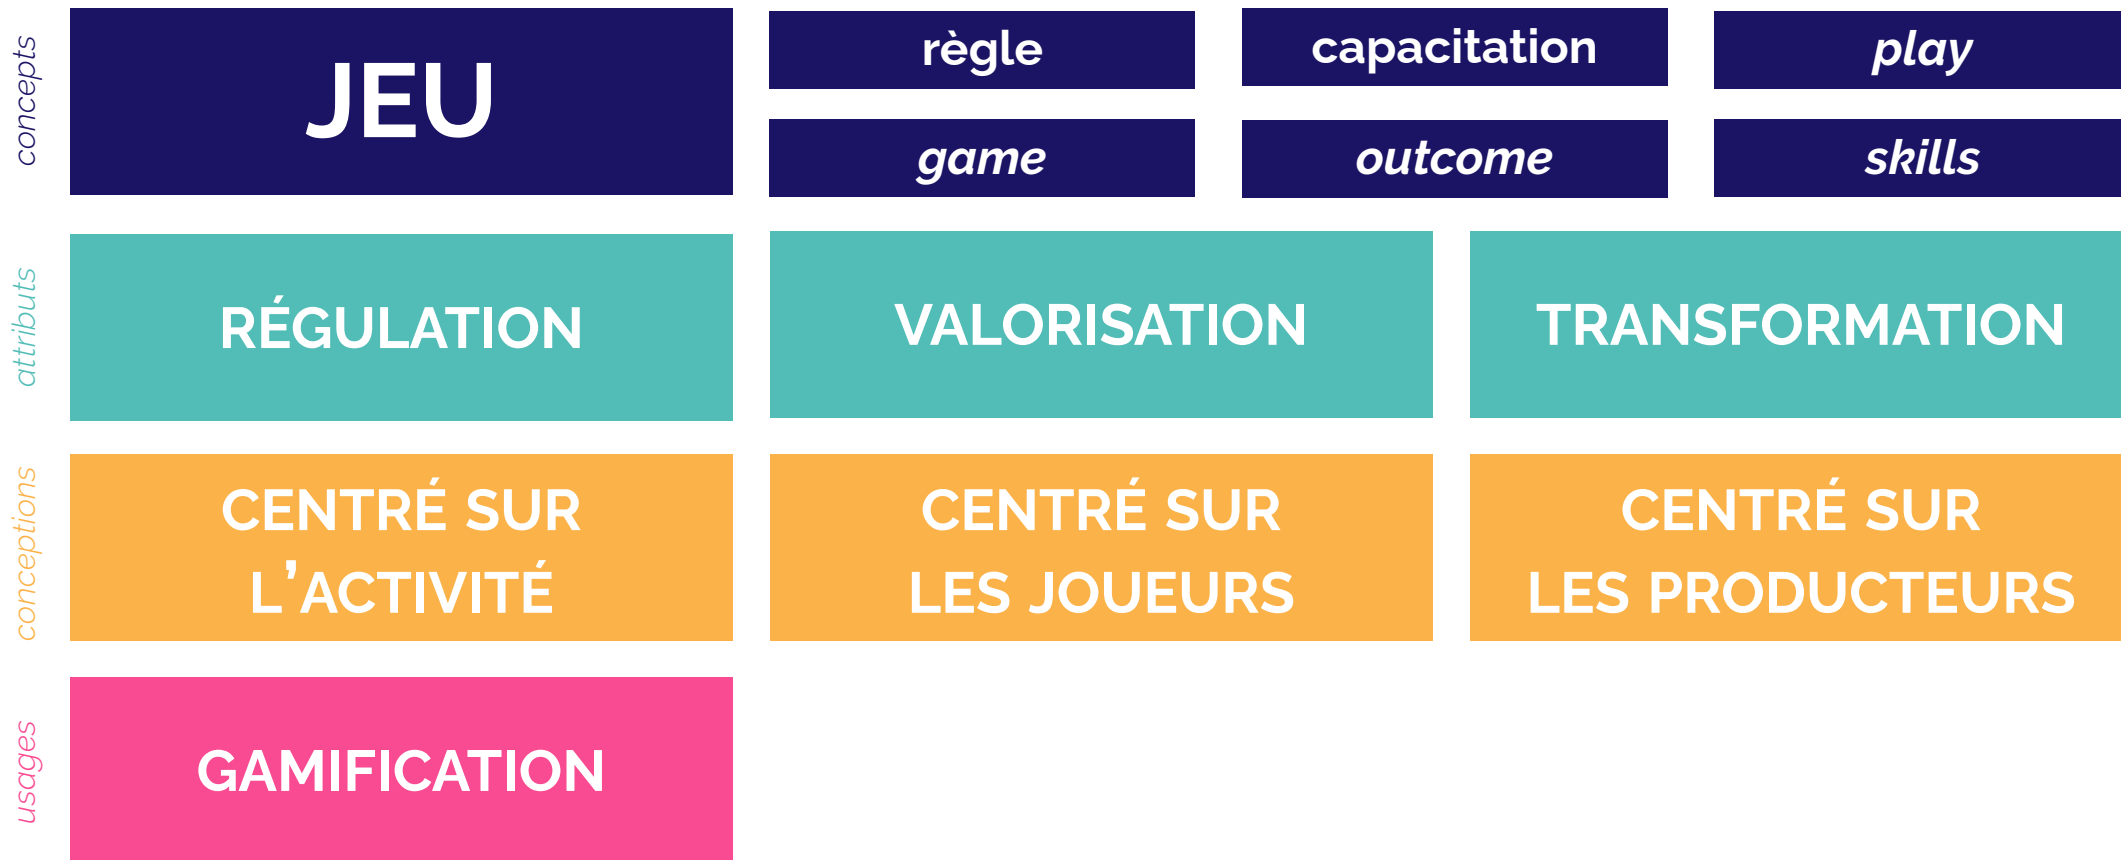 concepts
JEU
règle
capacitation
play
game
outcome
skills
attributs
RÉGULATION
VALORISATION
TRANSFORMATION
conceptions
CENTRÉ SUR
L’ACTIVITÉ
CENTRÉ SUR
LES JOUEURS
CENTRÉ SUR
LES PRODUCTEURS
usages
GAMIFICATION